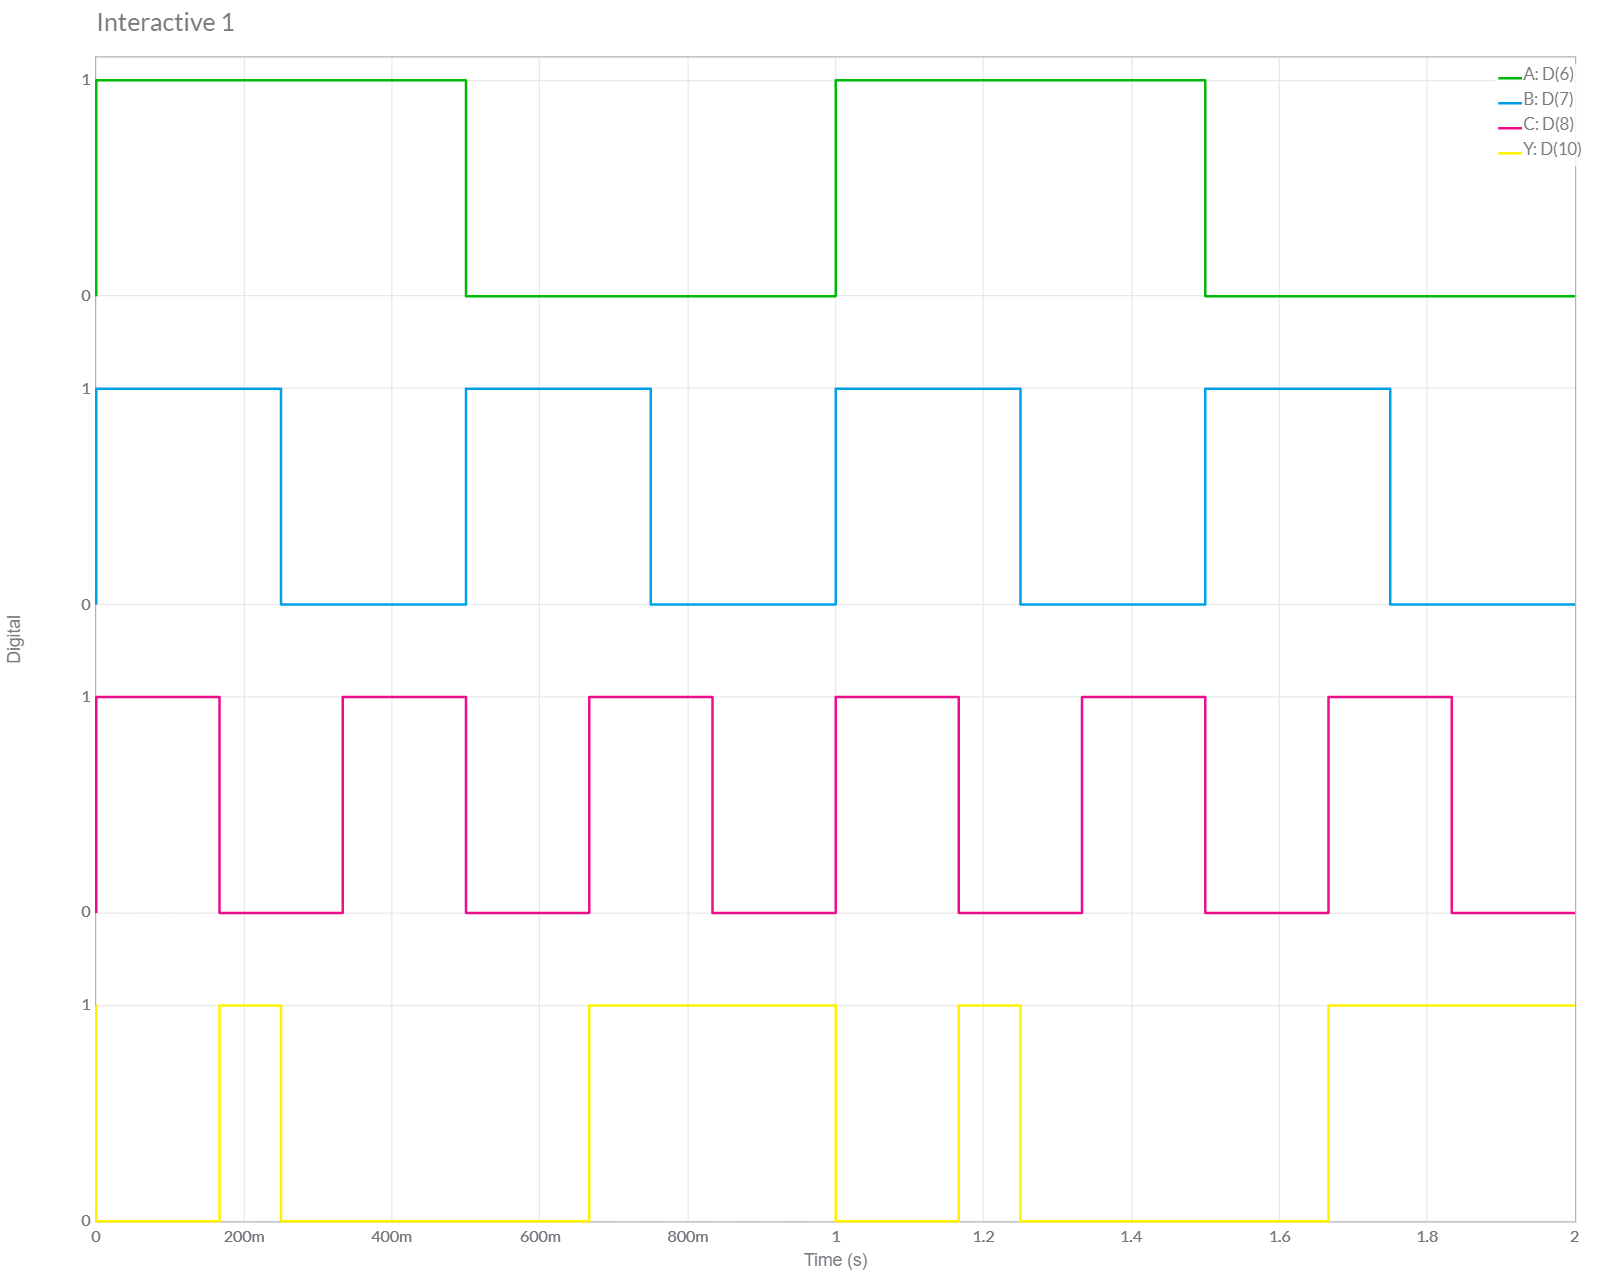 Interactive 1
A: D(6)
B: D(7)
C: D(8)
Y: D(10)
1
0
1
0
Digital
1
0
1
0
0 200m 400m 600m 800m 1 1.2 1.4 1.6 1.8 2
Time (s)